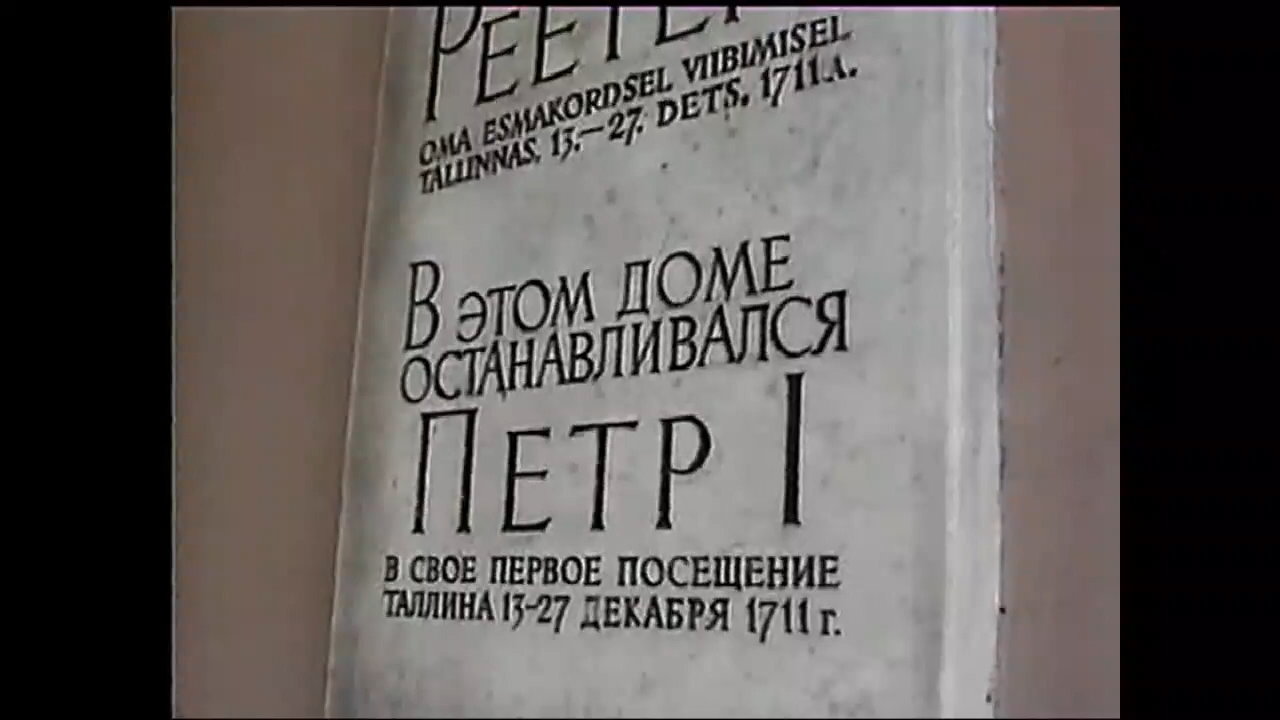 PEETER
OMA ESMAKORDSEL VIIBIMISEL
TALLINNAS. 13.—27. DETS. 1711 A.
В ЭТОМ ДОМЕ
ОСТАНАВЛИВАЛСЯ
ПЕТР I
В СВОЕ ПЕРВОЕ ПОСЕЩЕНИЕ
ТАЛЛИНА 13-27 ДЕКАБРЯ 1711 г.